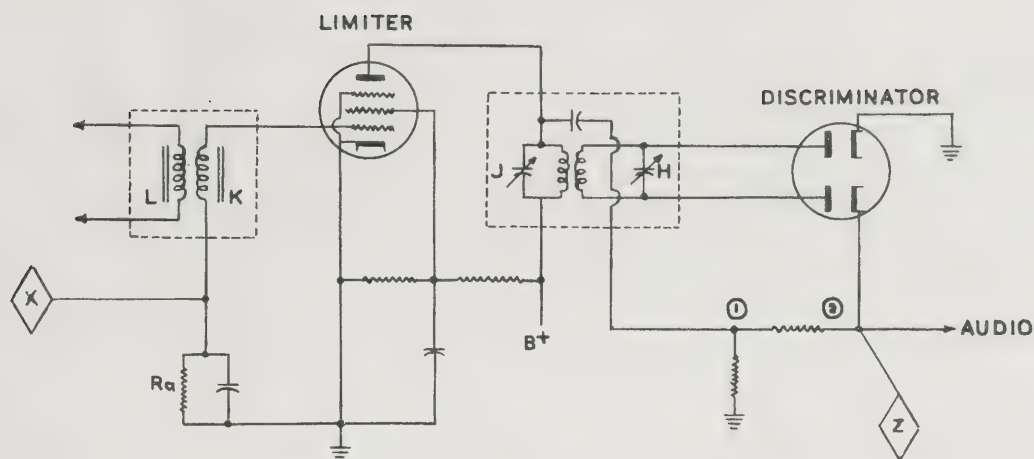 LIMITER
DISCRIMINATOR
L
K
J
H
X
Ra
B+
1
2
AUDIO
Z